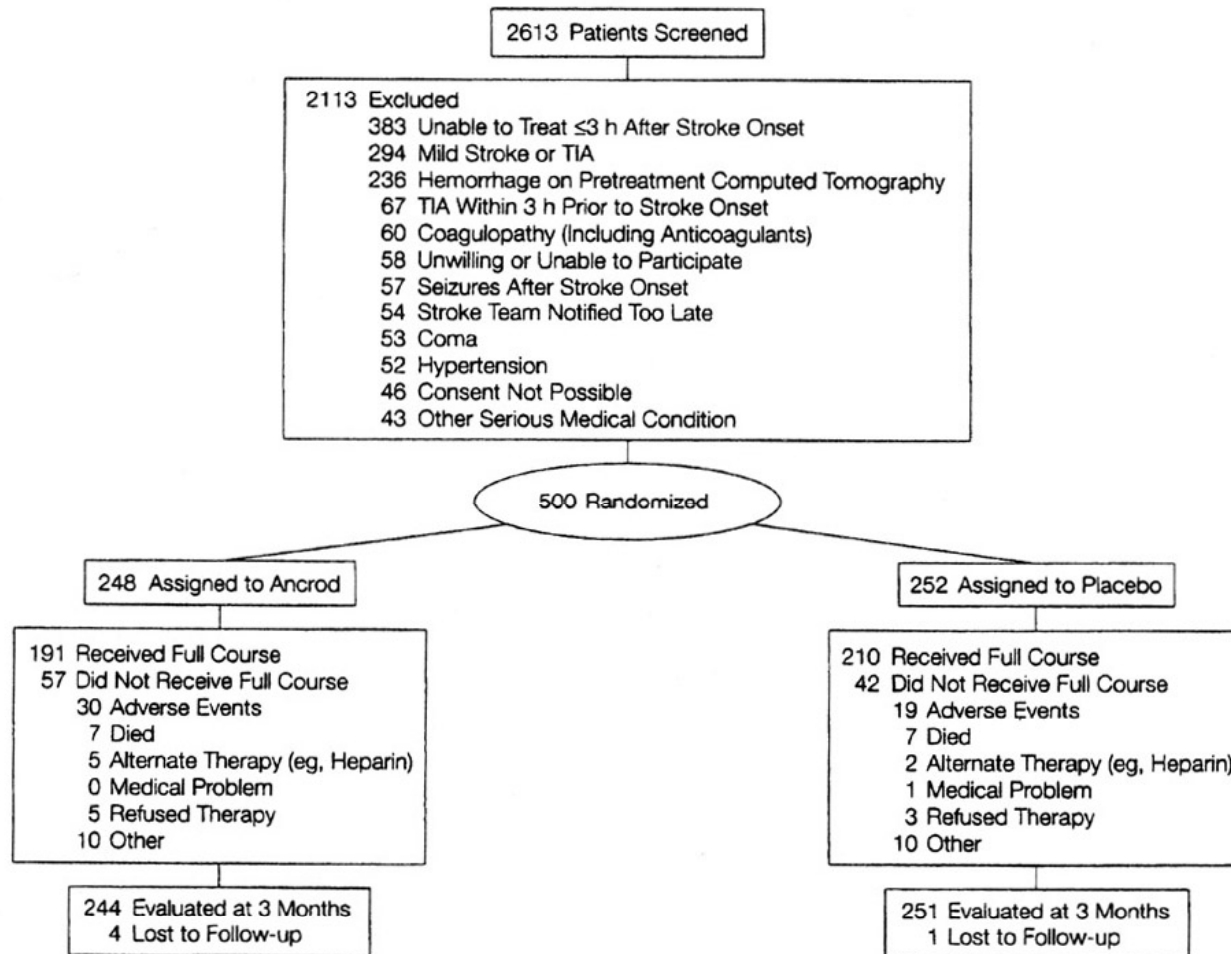 2613 Patients Screened
2113 Excluded
383 Unable to Treat ≤3 h After Stroke Onset
294 Mild Stroke or TIA
236 Hemorrhage on Pretreatment Computed Tomography
67 TIA Within 3 h Prior to Stroke Onset
60 Coagulopathy (Including Anticoagulants)
58 Unwilling or Unable to Participate
57 Seizures After Stroke Onset
54 Stroke Team Notified Too Late
53 Coma
52 Hypertension
46 Consent Not Possible
43 Other Serious Medical Condition
500 Randomized
248 Assigned to Ancrod
191 Received Full Course
57 Did Not Receive Full Course
30 Adverse Events
7 Died
5 Alternate Therapy (eg, Heparin)
0 Medical Problem
5 Refused Therapy
10 Other
244 Evaluated at 3 Months
4 Lost to Follow-up
252 Assigned to Placebo
210 Received Full Course
42 Did Not Receive Full Course
19 Adverse Events
7 Died
2 Alternate Therapy (eg, Heparin)
1 Medical Problem
3 Refused Therapy
10 Other
251 Evaluated at 3 Months
1 Lost to Follow-up